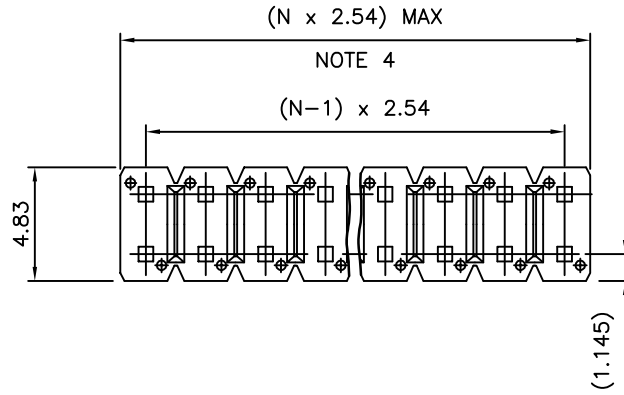 (N x 2.54) MAX
NOTE 4
(N-1) x 2.54
4.83
(1.145)